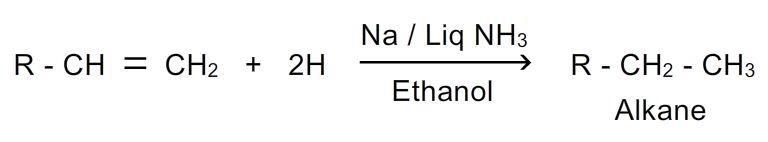 Na / Liq NH₃
R - CH = CH₂ + 2H R - CH₂ - CH₃
Ethanol
Alkane